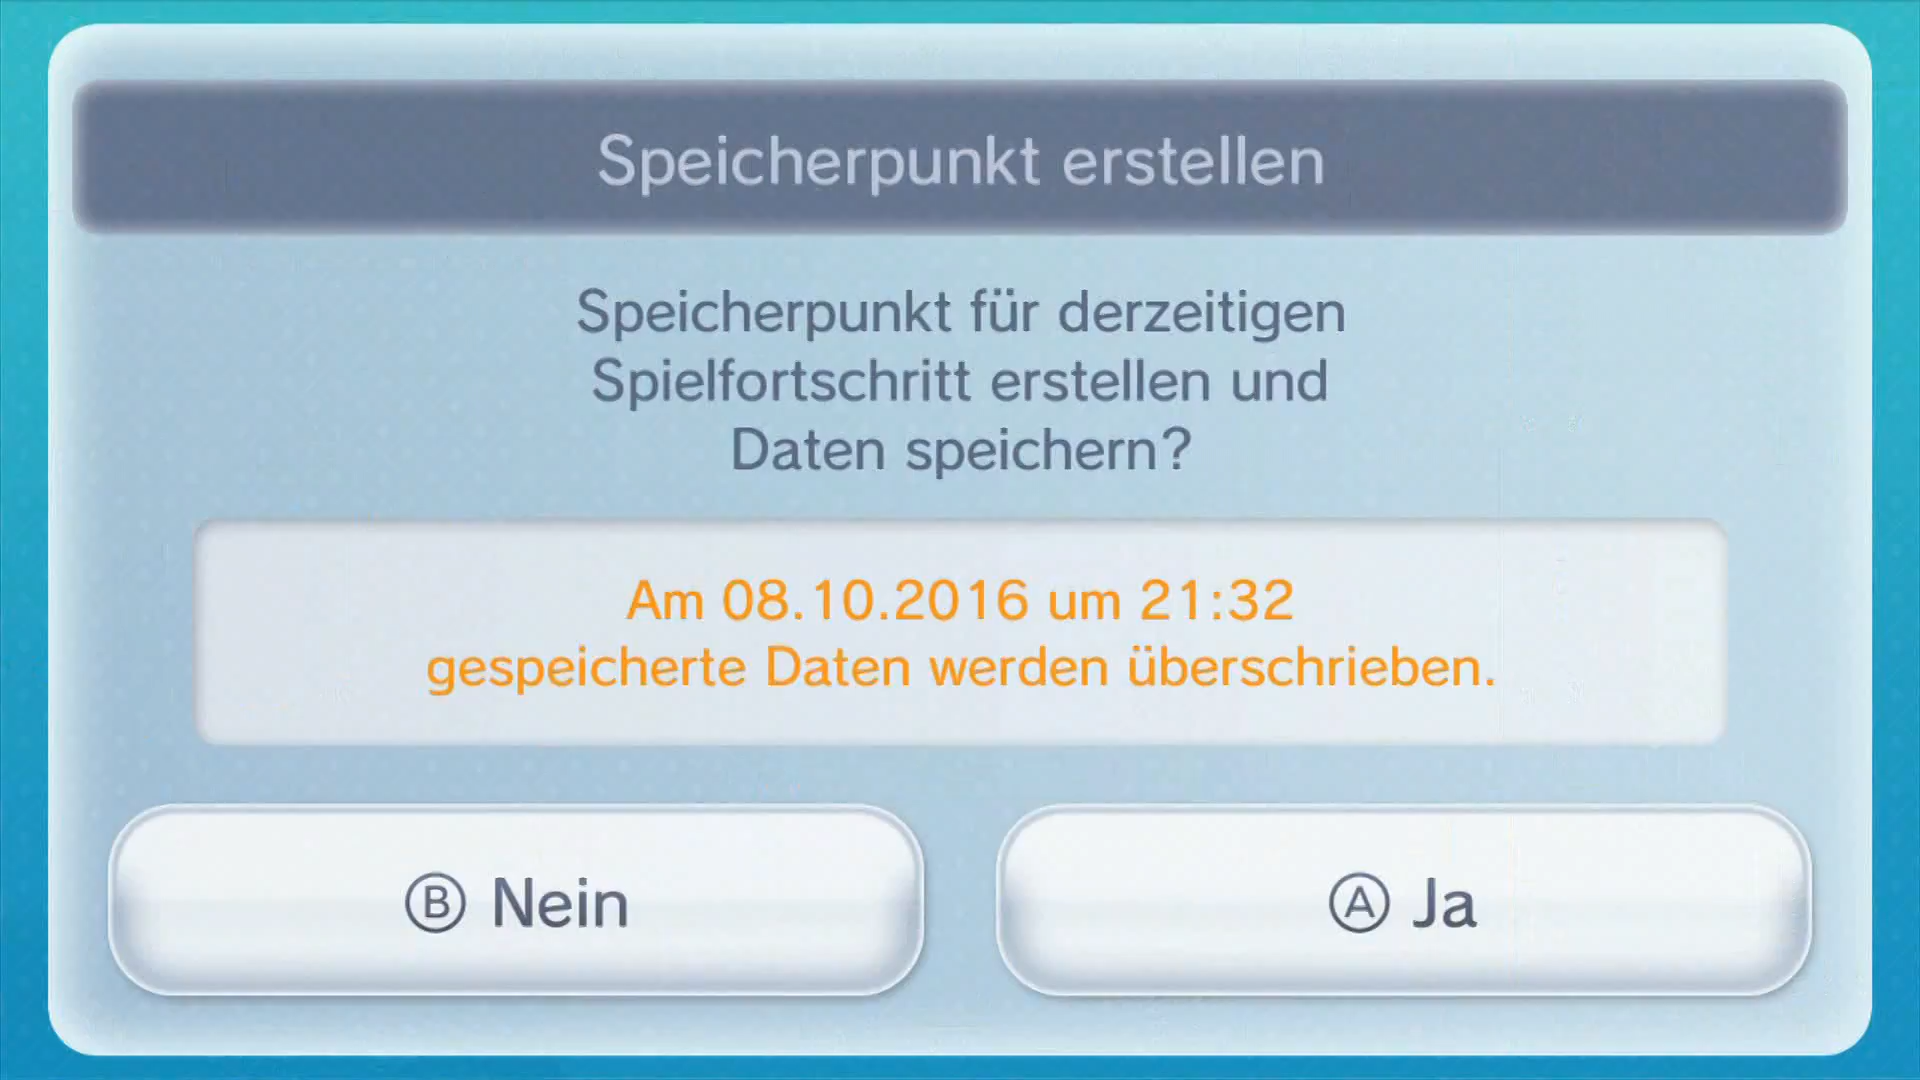 Speicherpunkt erstellen
Speicherpunkt für derzeitigen
Spielfortschritt erstellen und
Daten speichern?
Am 08.10.2016 um 21:32
gespeicherte Daten werden überschrieben.
Ⓑ Nein
Ⓐ Ja